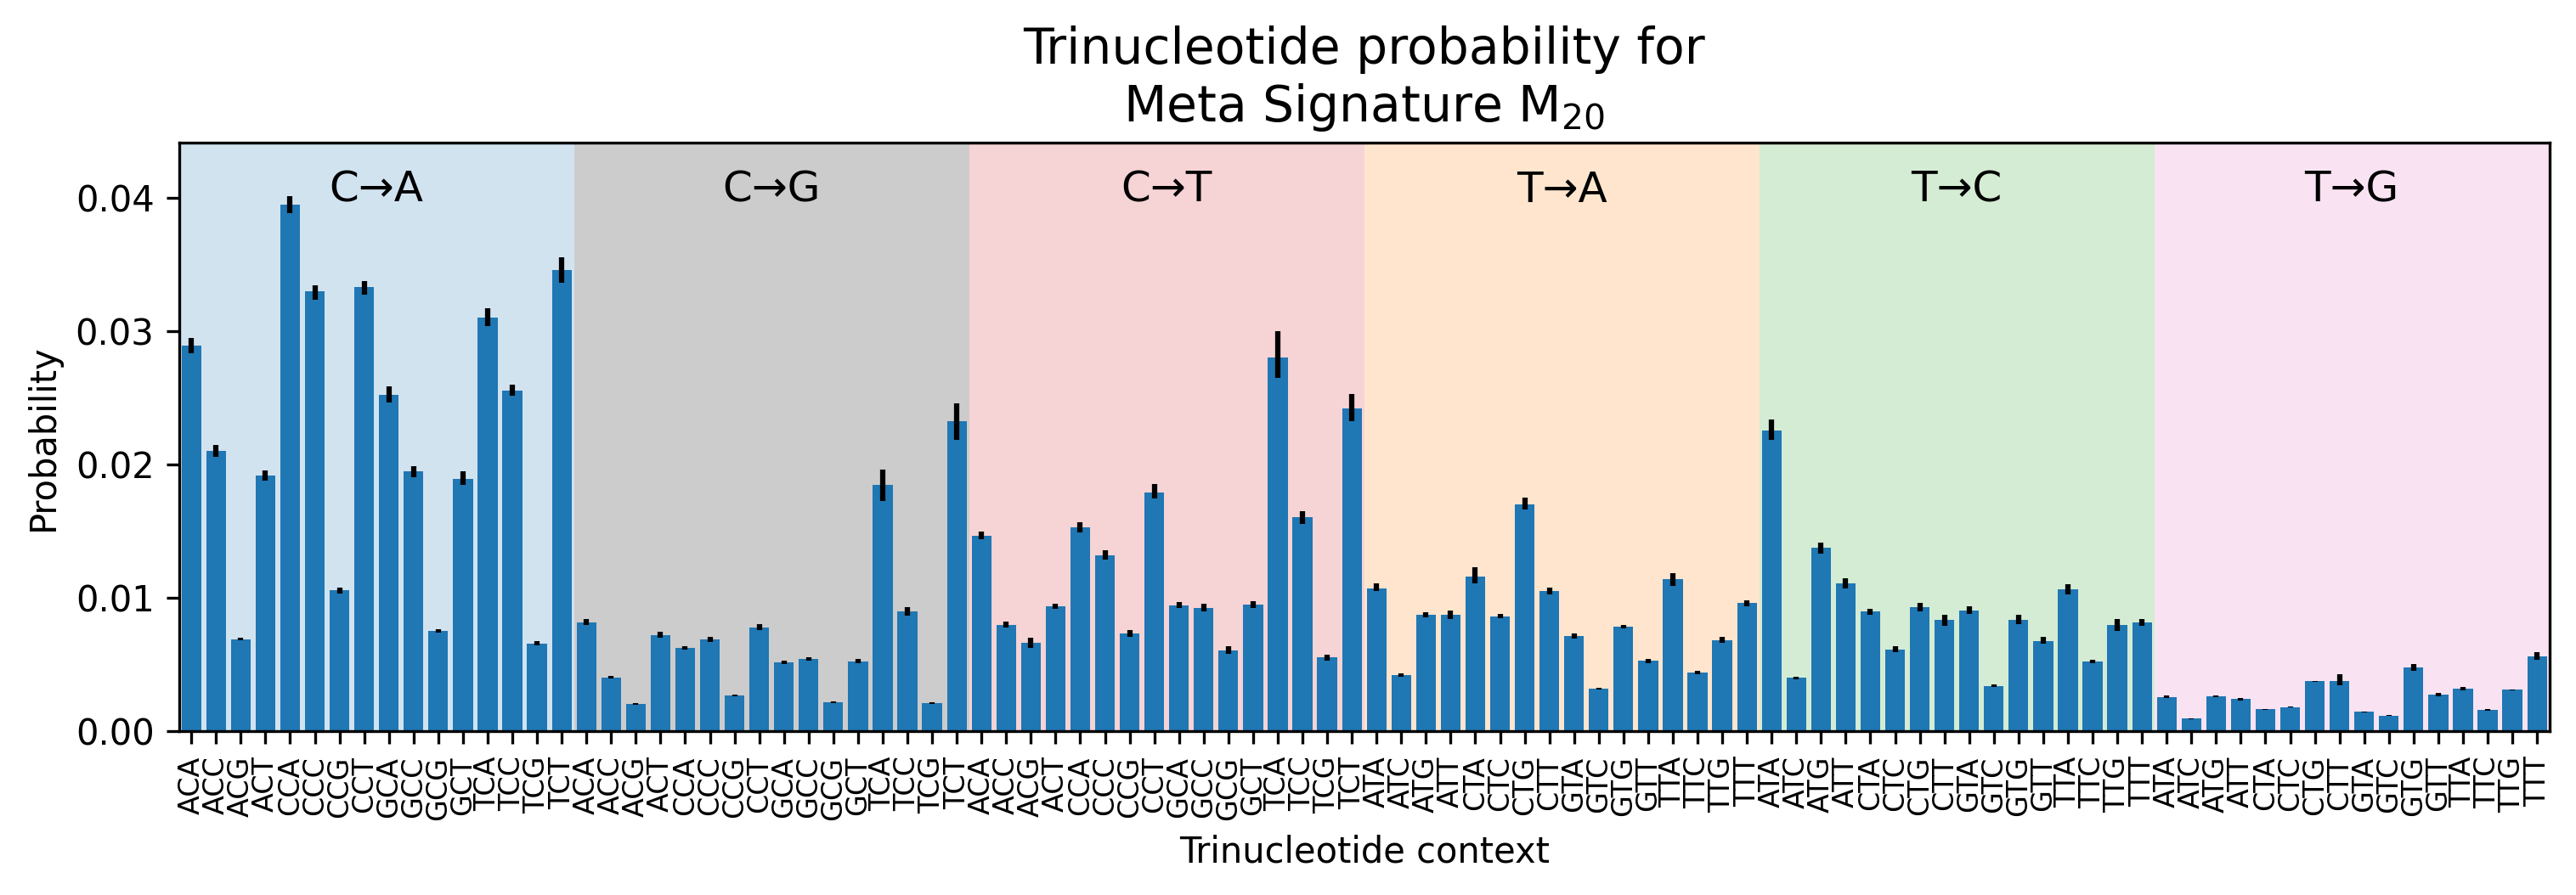 Trinucleotide probability for
Meta Signature M₂₀
C→A C→G C→T T→A T→C T→G
0.04
0.03
0.02
0.01
0.00
Probability
ACA ACC ACG ACT CCA CCC CCG CCT GCA GCC GCG GCT TCA TCC TCG TCT ACA ACC ACG ACT CCA CCC CCG CCT GCA GCC GCG GCT TCA TCC TCG TCT ACA ACC ACG ACT CCA CCC CCG CCT GCA GCC GCG GCT TCA TCC TCG TCT ATA ATC ATG ATT CTA CTC CTG CTT GTA GTC GTG GTT TTA TTC TTG TTT ATA ATC ATG ATT CTA CTC CTG CTT GTA GTC GTG GTT TTA TTC TTG TTT ATA ATC ATG ATT CTA CTC CTG CTT GTA GTC GTG GTT TTA TTC TTG TTT
Trinucleotide context